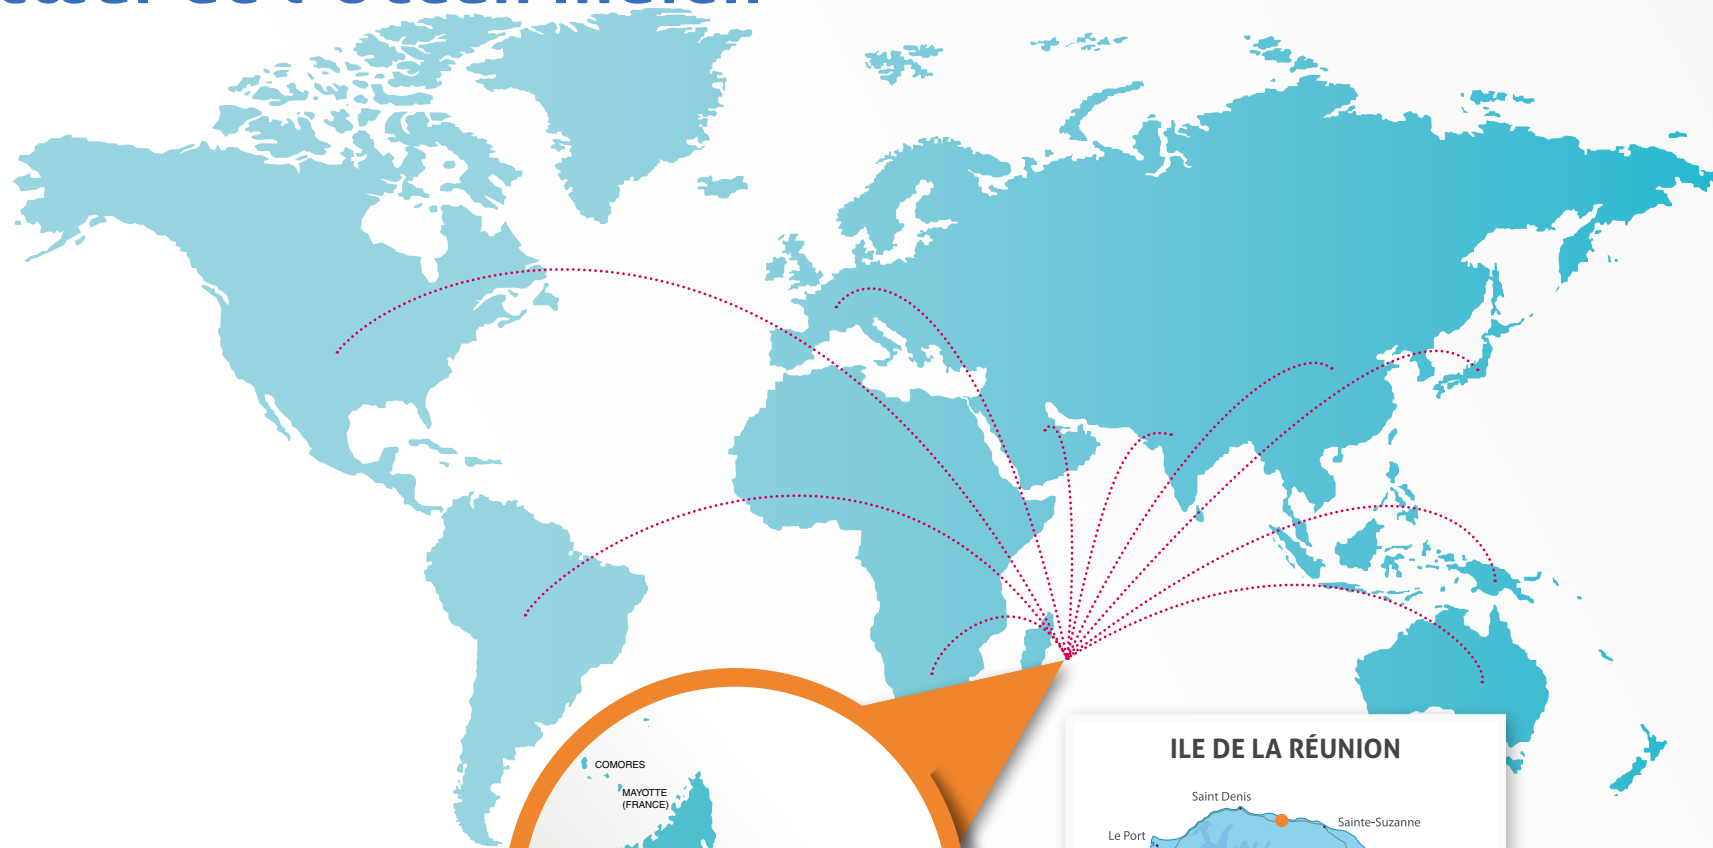 COMORES
MAYOTTE
(FRANCE)
ILE DE LA RÉUNION
Saint Denis
Sainte-Suzanne
Le Port